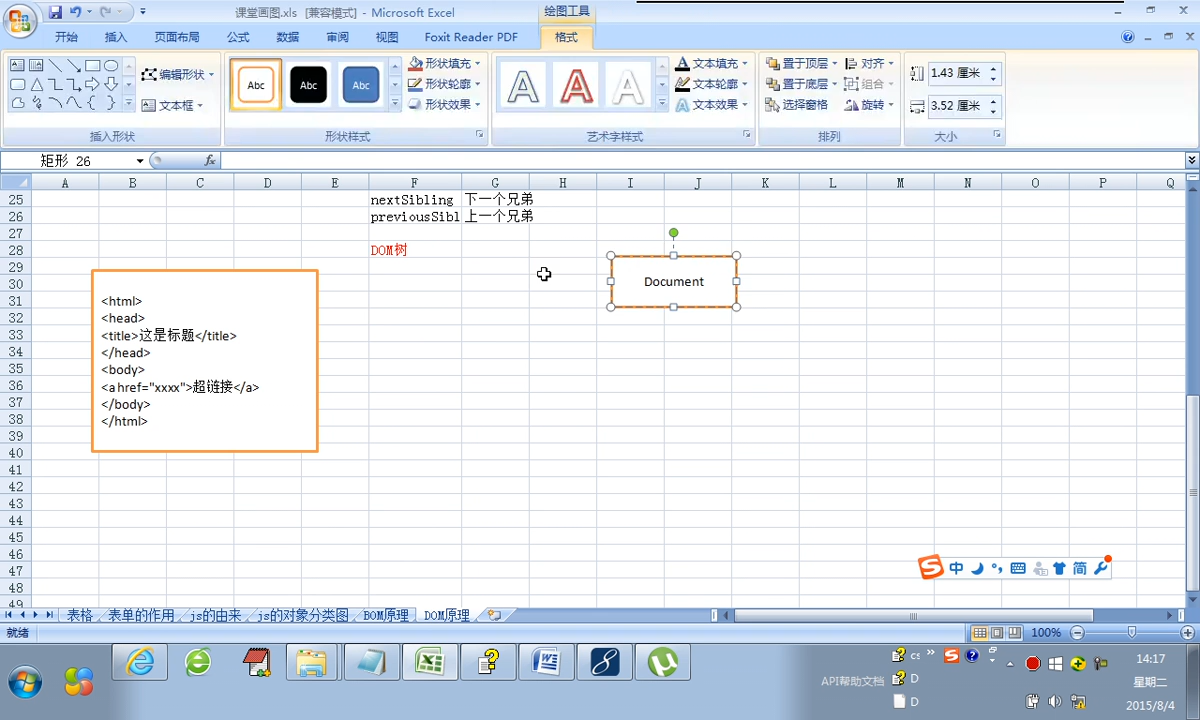 课堂画图.xls [兼容模式] - Microsoft Excel
绘图工具
开始 插入 页面布局 公式 数据 审阅 视图 Foxit Reader PDF 格式
编辑形状
文本框
插入形状
Abc Abc Abc
形状填充
形状轮廓
形状效果
形状样式
文本填充
文本轮廓
文本效果
艺术字样式
置于顶层 对齐
置于底层 组合
选择窗格 旋转
排列
1.43 厘米
3.52 厘米
大小
矩形 26 fx
A B C D E F G H I J K L M N O P Q
25 nextSibling 下一个兄弟
26 previousSibl 上一个兄弟
27
28 DOM树
29
30
31
32
33
34
35
36
37
38
39
40
41
42
43
44
45
46
47
48
49
<html>
<head>
<title>这是标题</title>
</head>
<body>
<a href="xxxx">超链接</a>
</body>
</html>
Document
S中 简
表格 表单的作用 js的由来 js的对象分类图 BOM原理 DOM原理
就绪 100%
API帮助文档
cs
D
D
14:17
星期二
2015/8/4